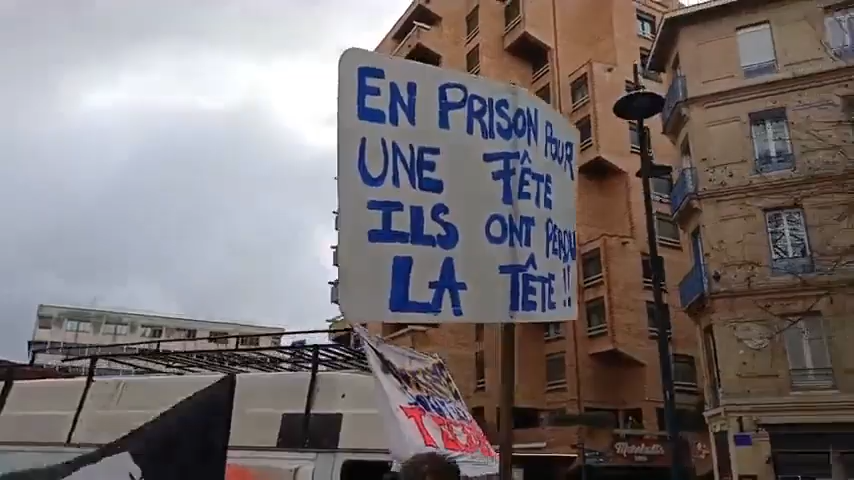 EN PRISON POUR
UNE FÊTE
ILS ONT PERDU
LA TÊTE !!